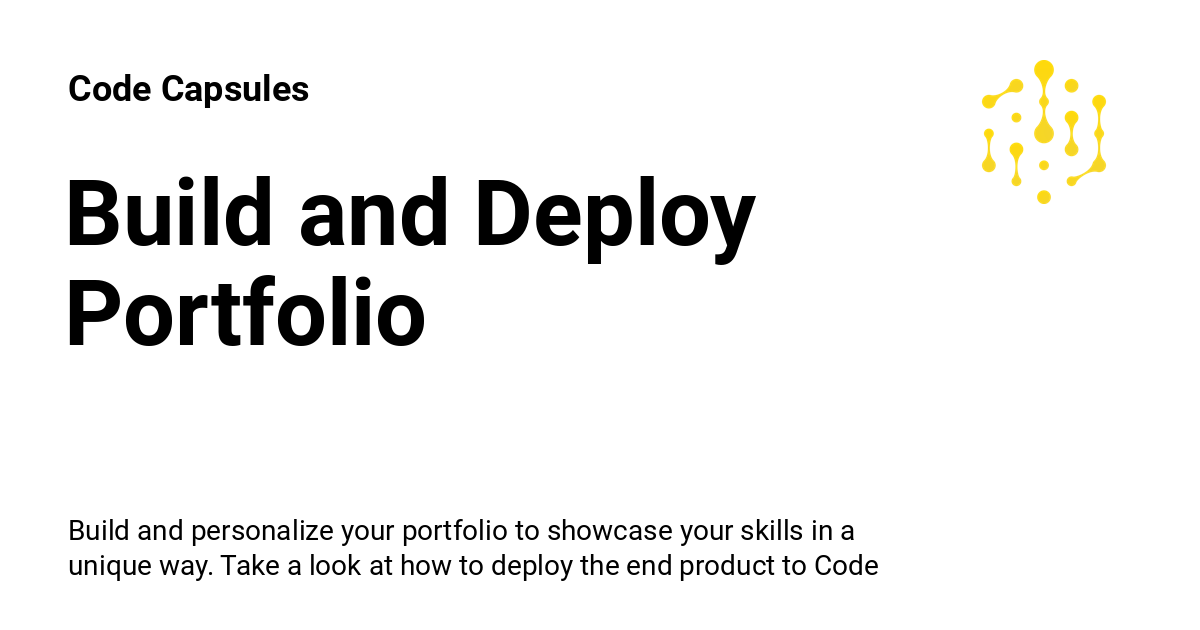 Code Capsules
Build and Deploy
Portfolio
Build and personalize your portfolio to showcase your skills in a
unique way. Take a look at how to deploy the end product to Code